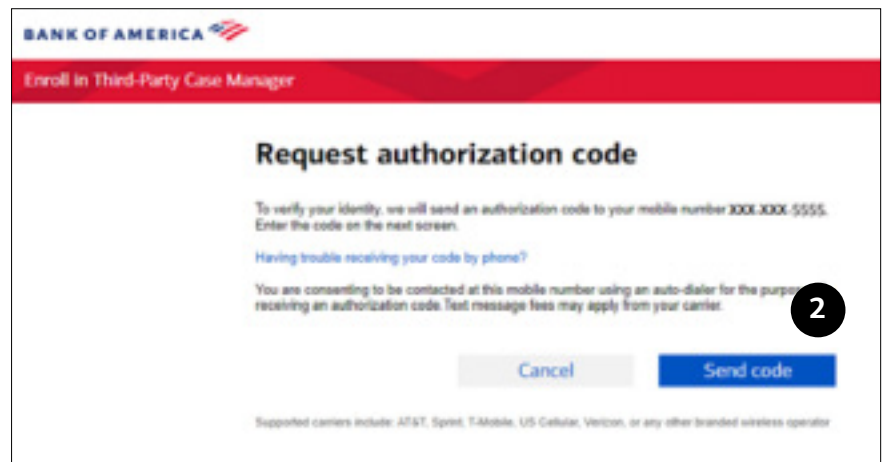 BANK OF AMERICA
Enroll in Third-Party Case Manager
Request authorization code
To verify your identity, we will send an authorization code to your mobile number XXX-XXX-5555.
Enter the code on the next screen.
Having trouble receiving your code by phone?
You are consenting to be contacted at this mobile number using an auto-dialer for the purpo
receiving an authorization code.Text message fees may apply from your carrier.
2
Cancel
Send code
Supported carriers include: AT&T, Sprint, T-Mobile, US Cellular, Verizon, or any other branded wireless operator